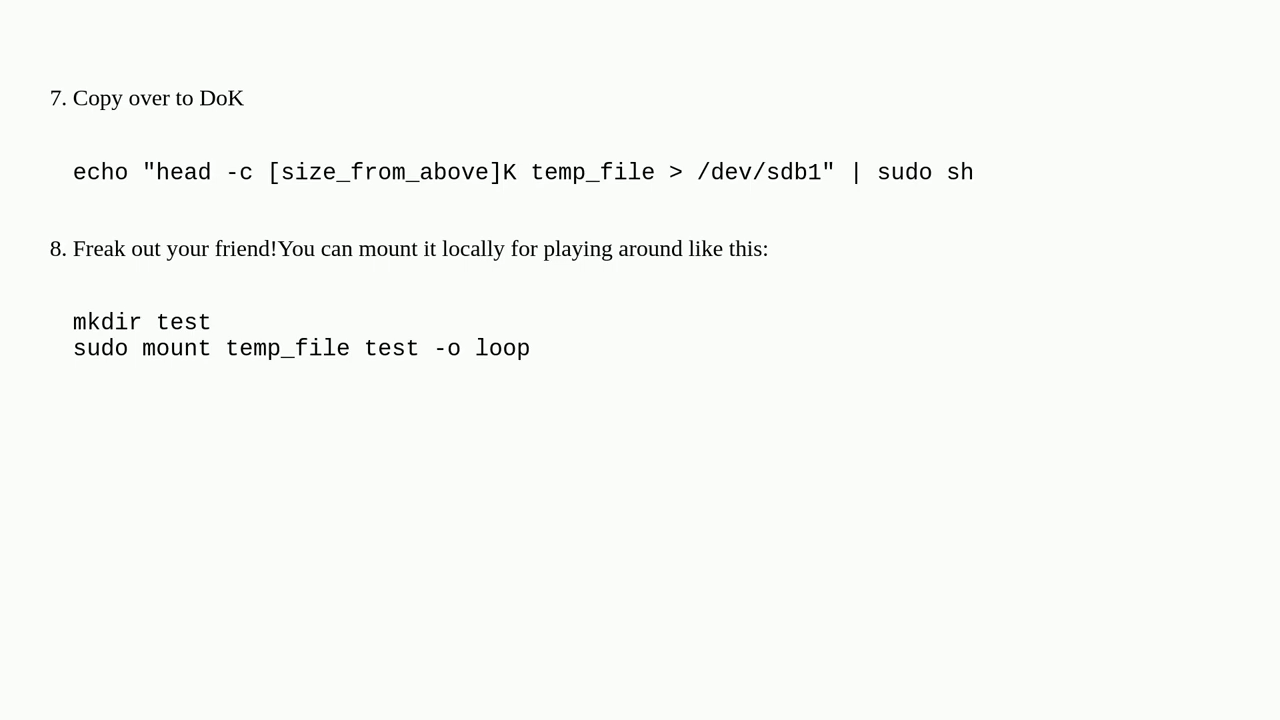 7. Copy over to DoK
echo "head -c [size_from_above]K temp_file > /dev/sdb1" | sudo sh
8. Freak out your friend!You can mount it locally for playing around like this:
mkdir test
sudo mount temp_file test -o loop